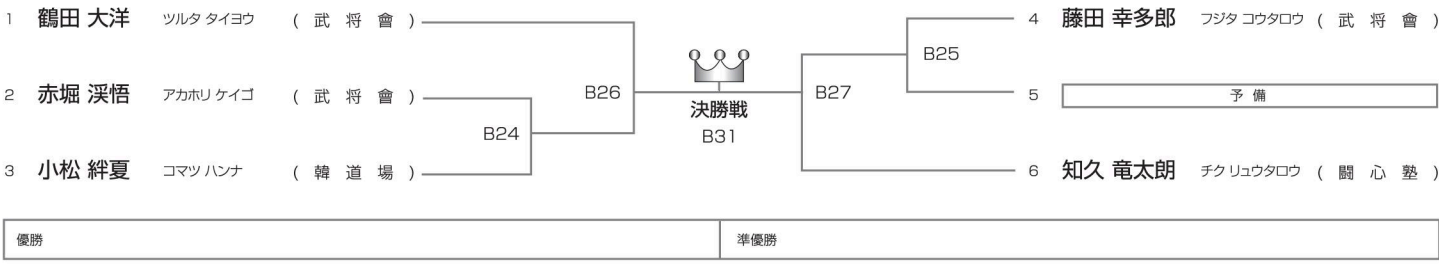 1 鶴田 大洋 ツルタ タイヨウ ( 武 将 會 )
2 赤堀 渓悟 アカホリ ケイゴ ( 武 将 會 )
3 小松 絆夏 コマツ ハンナ ( 韓 道 場 )
B24
B26
決勝戦
B31
B27
B25
4 藤田 幸多郎 フジタ コウタロウ ( 武 将 會 )
5 予 備
6 知久 竜太朗 チク リュウタロウ ( 闘 心 塾 )
優勝
準優勝